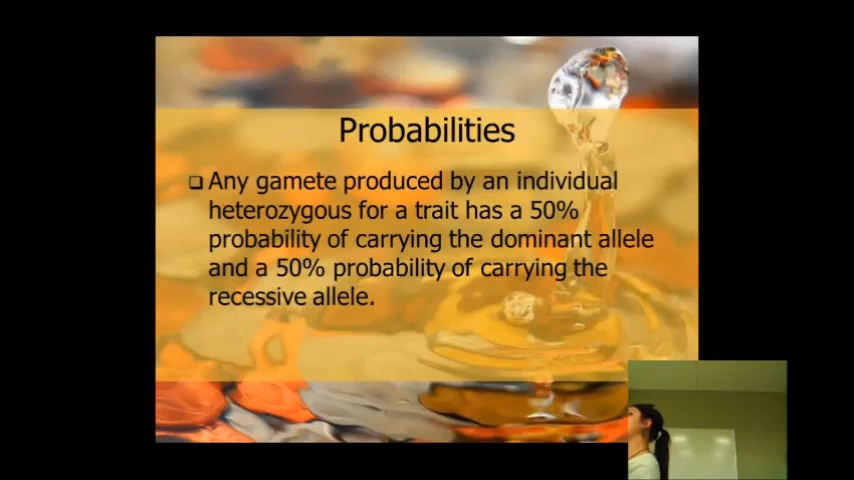 Probabilities
Any gamete produced by an individual
heterozygous for a trait has a 50%
probability of carrying the dominant allele
and a 50% probability of carrying the
recessive allele.